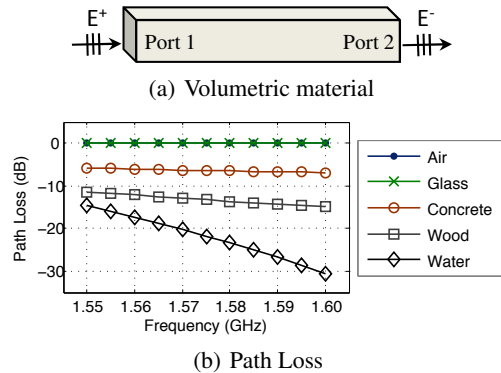 E+ E-
Port 1 Port 2
(a) Volumetric material
0
−10
−20
−30
Path Loss (dB)
1.55 1.56 1.57 1.58 1.59 1.60
Frequency (GHz)
Air
Glass
Concrete
Wood
Water
(b) Path Loss